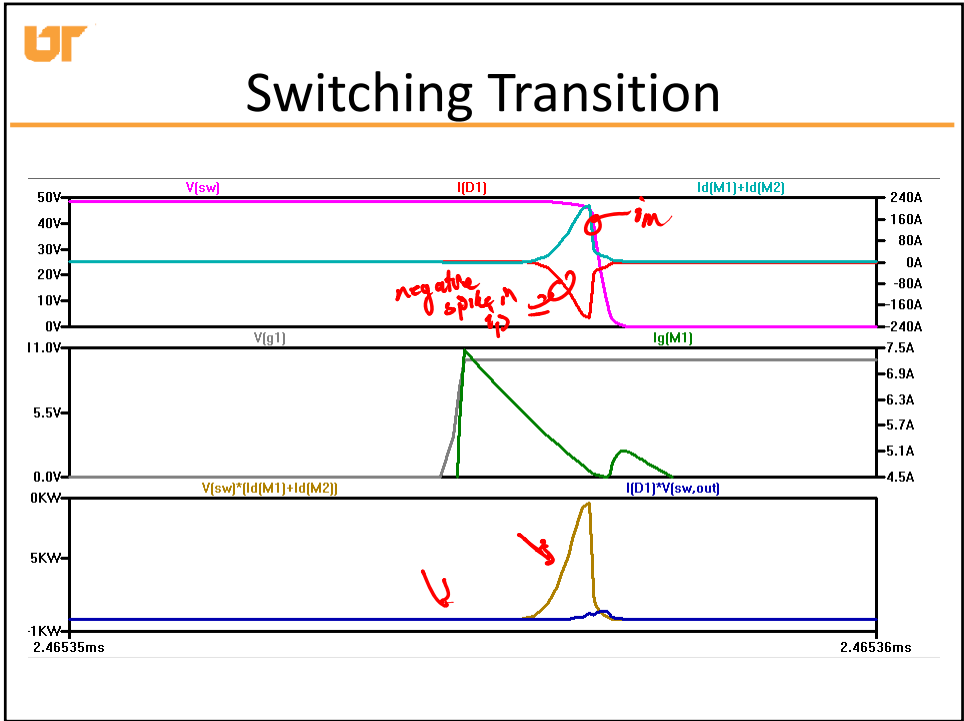 UT
Switching Transition
V(sw) I(D1) Id(M1)+Id(M2)
50V 240A
40V 160A
30V 80A
20V 0A
10V -80A
0V -160A
-240A
im
negative
spike in
iD
V(g1) Ig(M1)
11.0V 7.5A
6.9A
6.3A
5.5V 5.7A
5.1A
0.0V 4.5A
V(sw)*(Id(M1)+Id(M2)) I(D1)*V(sw,out)
0KW
5KW
-1KW
2.46535ms 2.46536ms